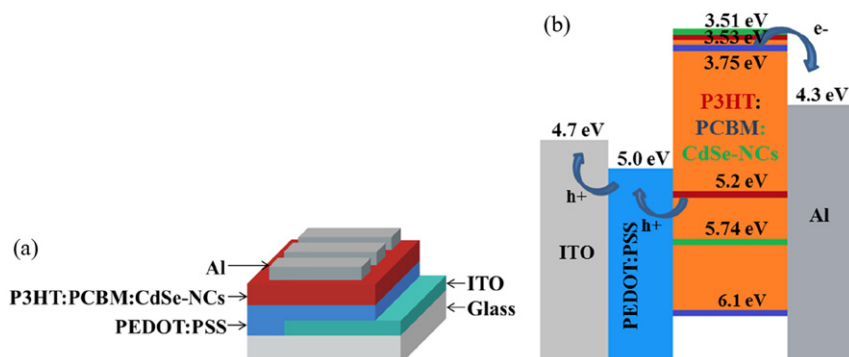 (a)
Al
P3HT:PCBM:CdSe-NCs
PEDOT:PSS
ITO
Glass
(b)
3.51 eV
3.53 eV
3.75 eV
e-
4.3 eV
P3HT:
PCBM:
CdSe-NCs
4.7 eV
5.0 eV
h+
h+
5.2 eV
5.74 eV
6.1 eV
ITO
PEDOT:PSS
Al